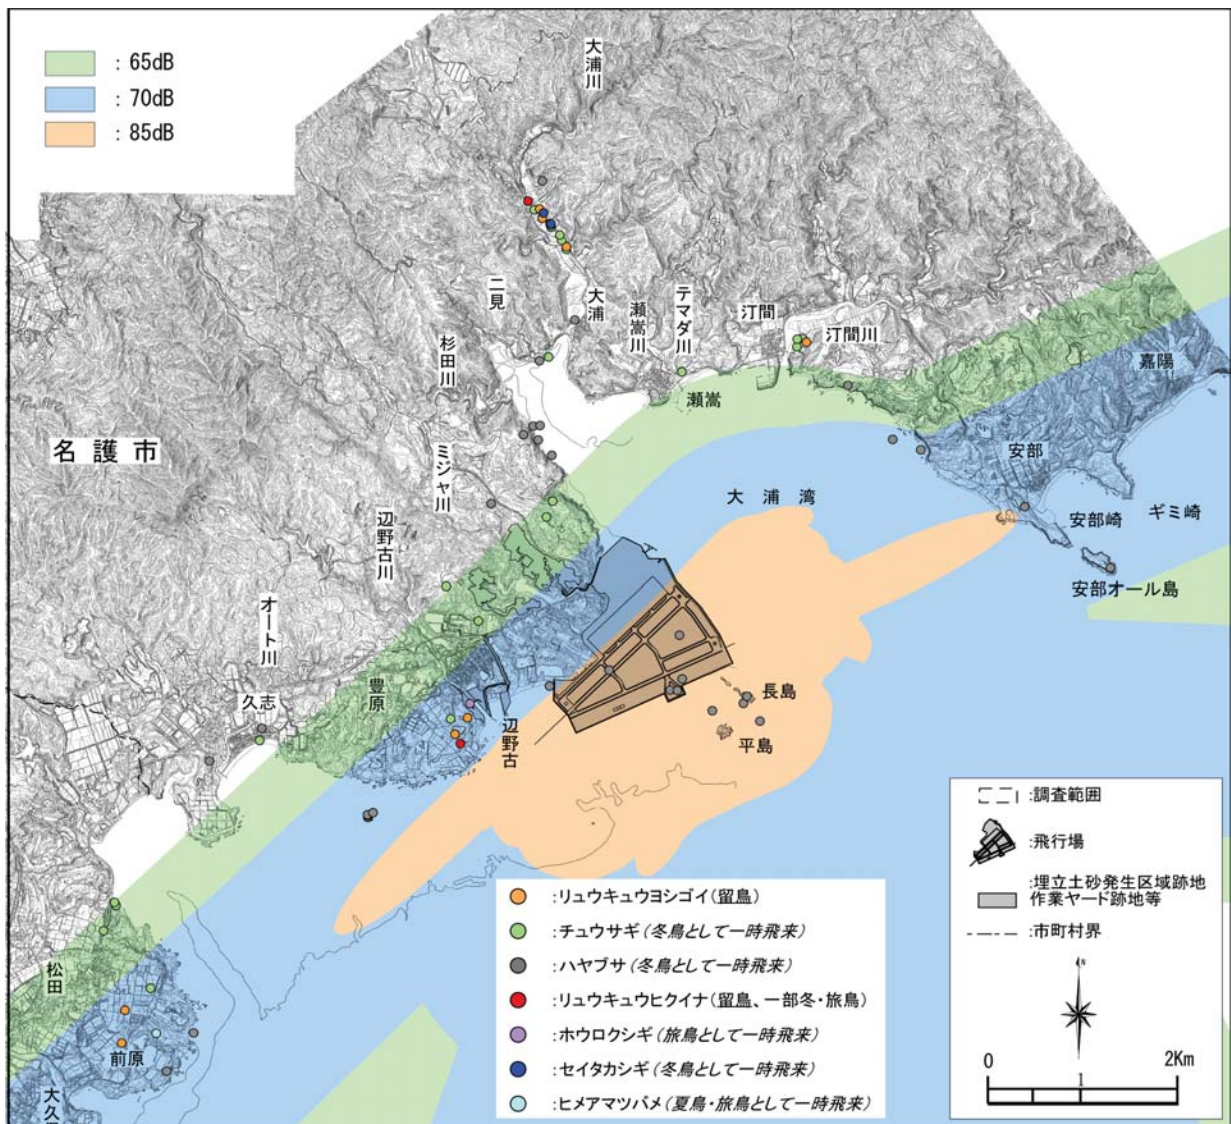 : 65dB
: 70dB
: 85dB
大浦川
二見
大浦
瀬嵩川
テマダ川
汀間
汀間川
杉田川
嘉陽
瀬嵩
名護市
ミジャ川
安部
大浦湾
ギミ崎
安部崎
辺野古川
安部オール島
オート川
久志
豊原
長島
辺野古
平島
松田
前原
大久
:調査範囲
:飛行場
:埋立土砂発生区域跡地
作業ヤード跡地等
:市町村界
N
0
2Km
1
:リュウキュウヨシゴイ(留鳥)
:チュウサギ(冬鳥として一時飛来)
:ハヤブサ(冬鳥として一時飛来)
:リュウキュウヒクイナ(留鳥、一部冬・旅鳥)
:ホウロクシギ(旅鳥として一時飛来)
:セイタカシギ(冬鳥として一時飛来)
:ヒメアマツバメ(夏鳥・旅鳥として一時飛来)